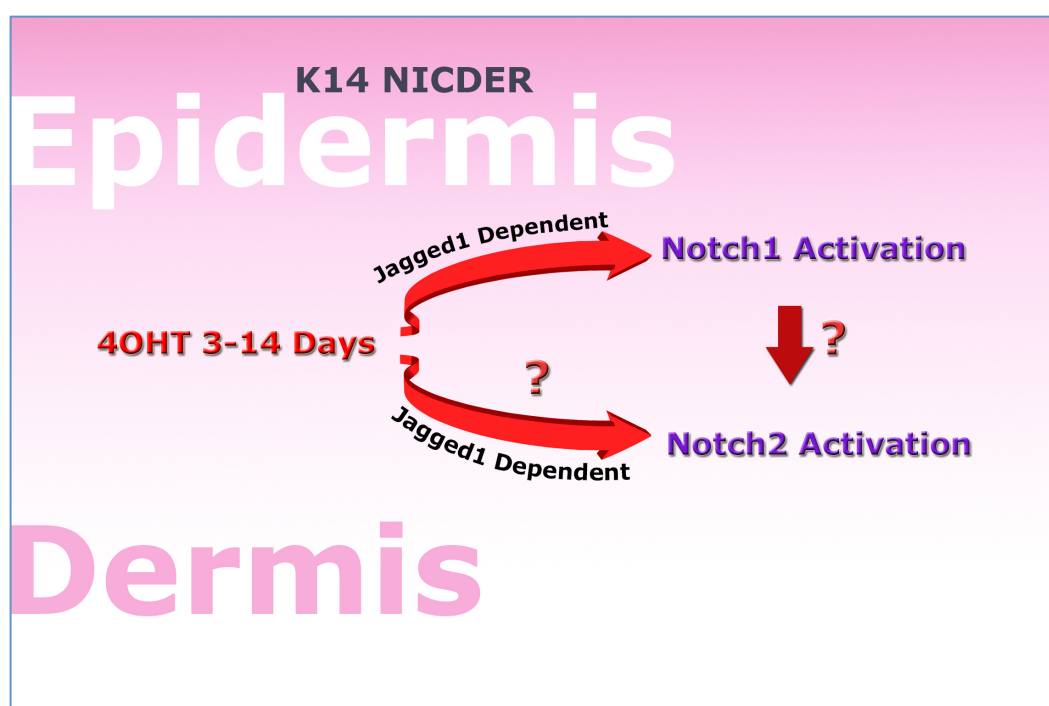 K14 NICDER
Epidermis
Jagged1 Dependent
Notch1 Activation
4OHT 3-14 Days
?
?
Jagged1 Dependent
Notch2 Activation
Dermis